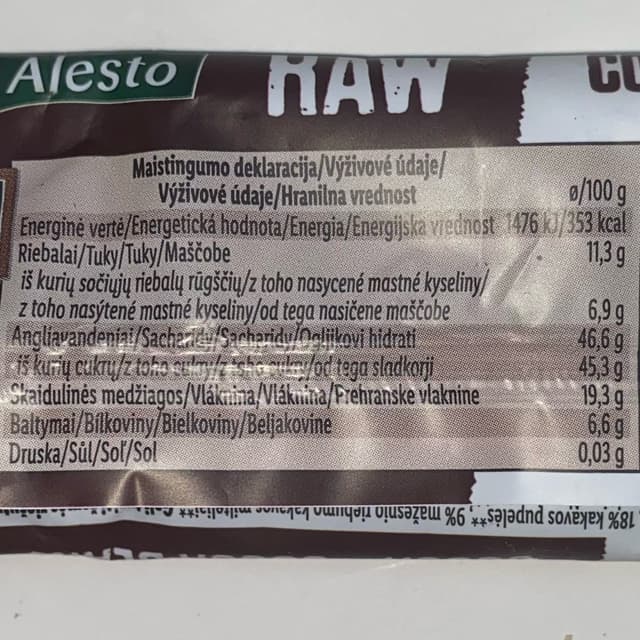 Alesto RAW
Maistingumo deklaracija/Výživové údaje/
Výživové údaje/Hranilna vrednost ø/100 g
Energinė vertė/Energetická hodnota/Energia/Energijska vrednost 1476 kJ/353 kcal
Riebalai/Tuky/Tuky/Maščobe 11,3 g
iš kurių sočiųjų riebalų rūgščių/z toho nasycené mastné kyseliny/
z toho nasýtené mastné kyseliny/od tega nasičene maščobe 6,9 g
Angliavandeniai/Sacharidy/Sacharidy/Ogljikovi hidrati 46,6 g
iš kurių cukrų/z toho /od tega sladkorji 45,3 g
Skaidulinės medžiagos/Vláknina/Vláknina/Prehranske vlaknine 19,3 g
Baltymai/Bílkoviny/Bielkoviny/Beljakovine 6,6 g
Druska/Sůl/Soľ/Sol 0,03 g
18% kakavos pupelės**, 9% mažesnio riebumo kakavos milteliai**